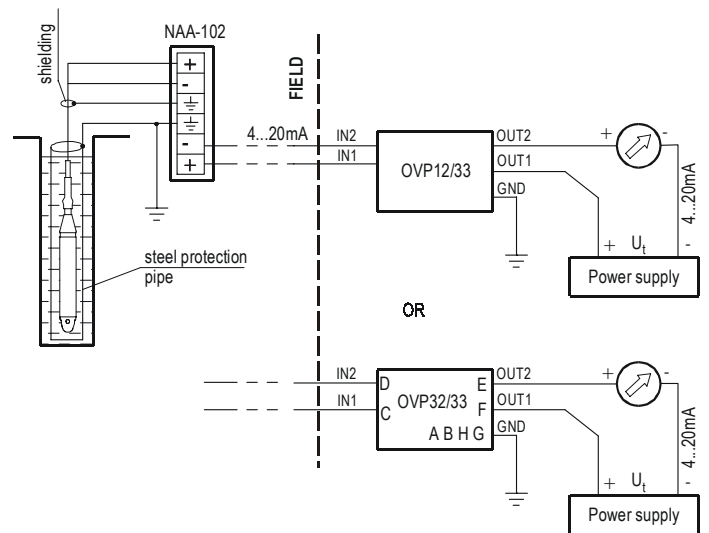 NAA-102
shielding
+
-
-
+
FIELD
4...20mA
IN2
IN1
OVP12/33
OUT2
OUT1
GND
+
-
4...20mA
+ Ut -
Power supply
steel protection
pipe
OR
IN2
IN1
D
C
OVP32/33
E
F
A B H G
OUT2
OUT1
GND
+
-
4...20mA
+ Ut -
Power supply